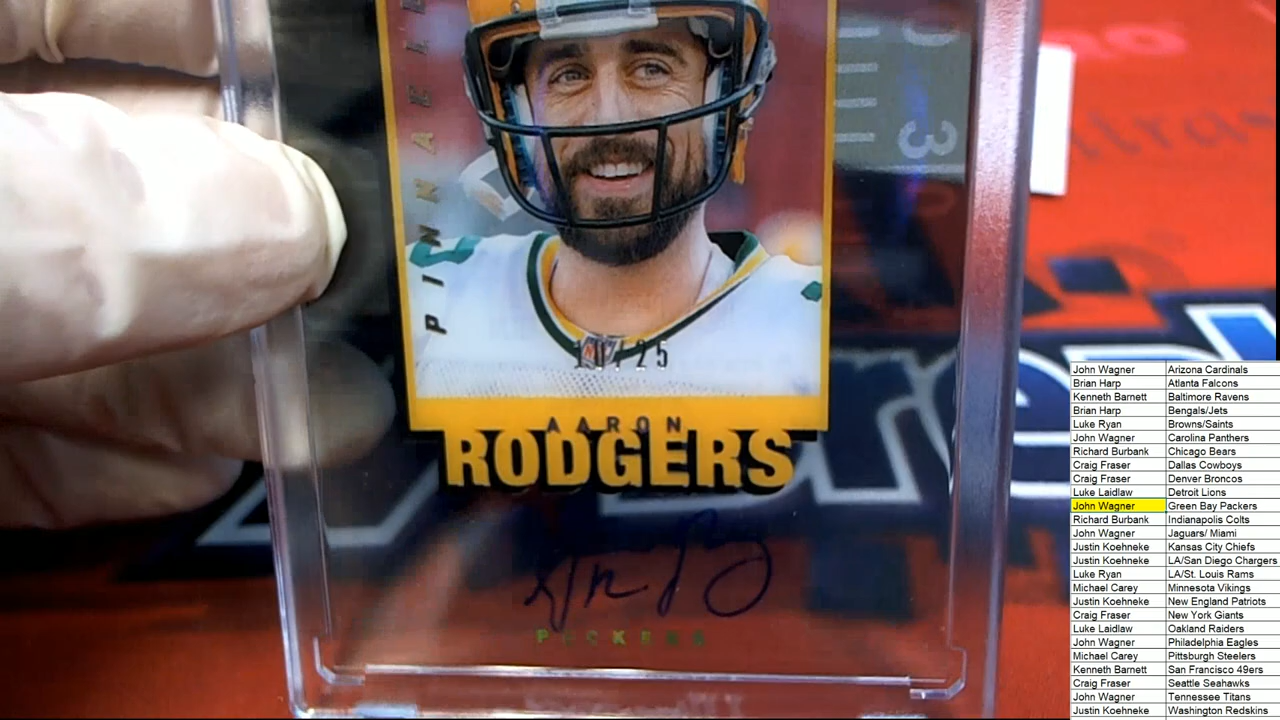 PINNACLE
AARON
RODGERS
PACKERS
John Wagner Arizona Cardinals
Brian Harp Atlanta Falcons
Kenneth Barnett Baltimore Ravens
Brian Harp Bengals/Jets
Luke Ryan Browns/Saints
John Wagner Carolina Panthers
Richard Burbank Chicago Bears
Craig Fraser Dallas Cowboys
Craig Fraser Denver Broncos
Luke Laidlaw Detroit Lions
John Wagner Green Bay Packers
Richard Burbank Indianapolis Colts
John Wagner Jaguars/ Miami
Justin Koehneke Kansas City Chiefs
Justin Koehneke LA/San Diego Chargers
Luke Ryan LA/St. Louis Rams
Michael Carey Minnesota Vikings
Justin Koehneke New England Patriots
Craig Fraser New York Giants
Luke Laidlaw Oakland Raiders
John Wagner Philadelphia Eagles
Michael Carey Pittsburgh Steelers
Kenneth Barnett San Francisco 49ers
Craig Fraser Seattle Seahawks
John Wagner Tennessee Titans
Justin Koehneke Washington Redskins